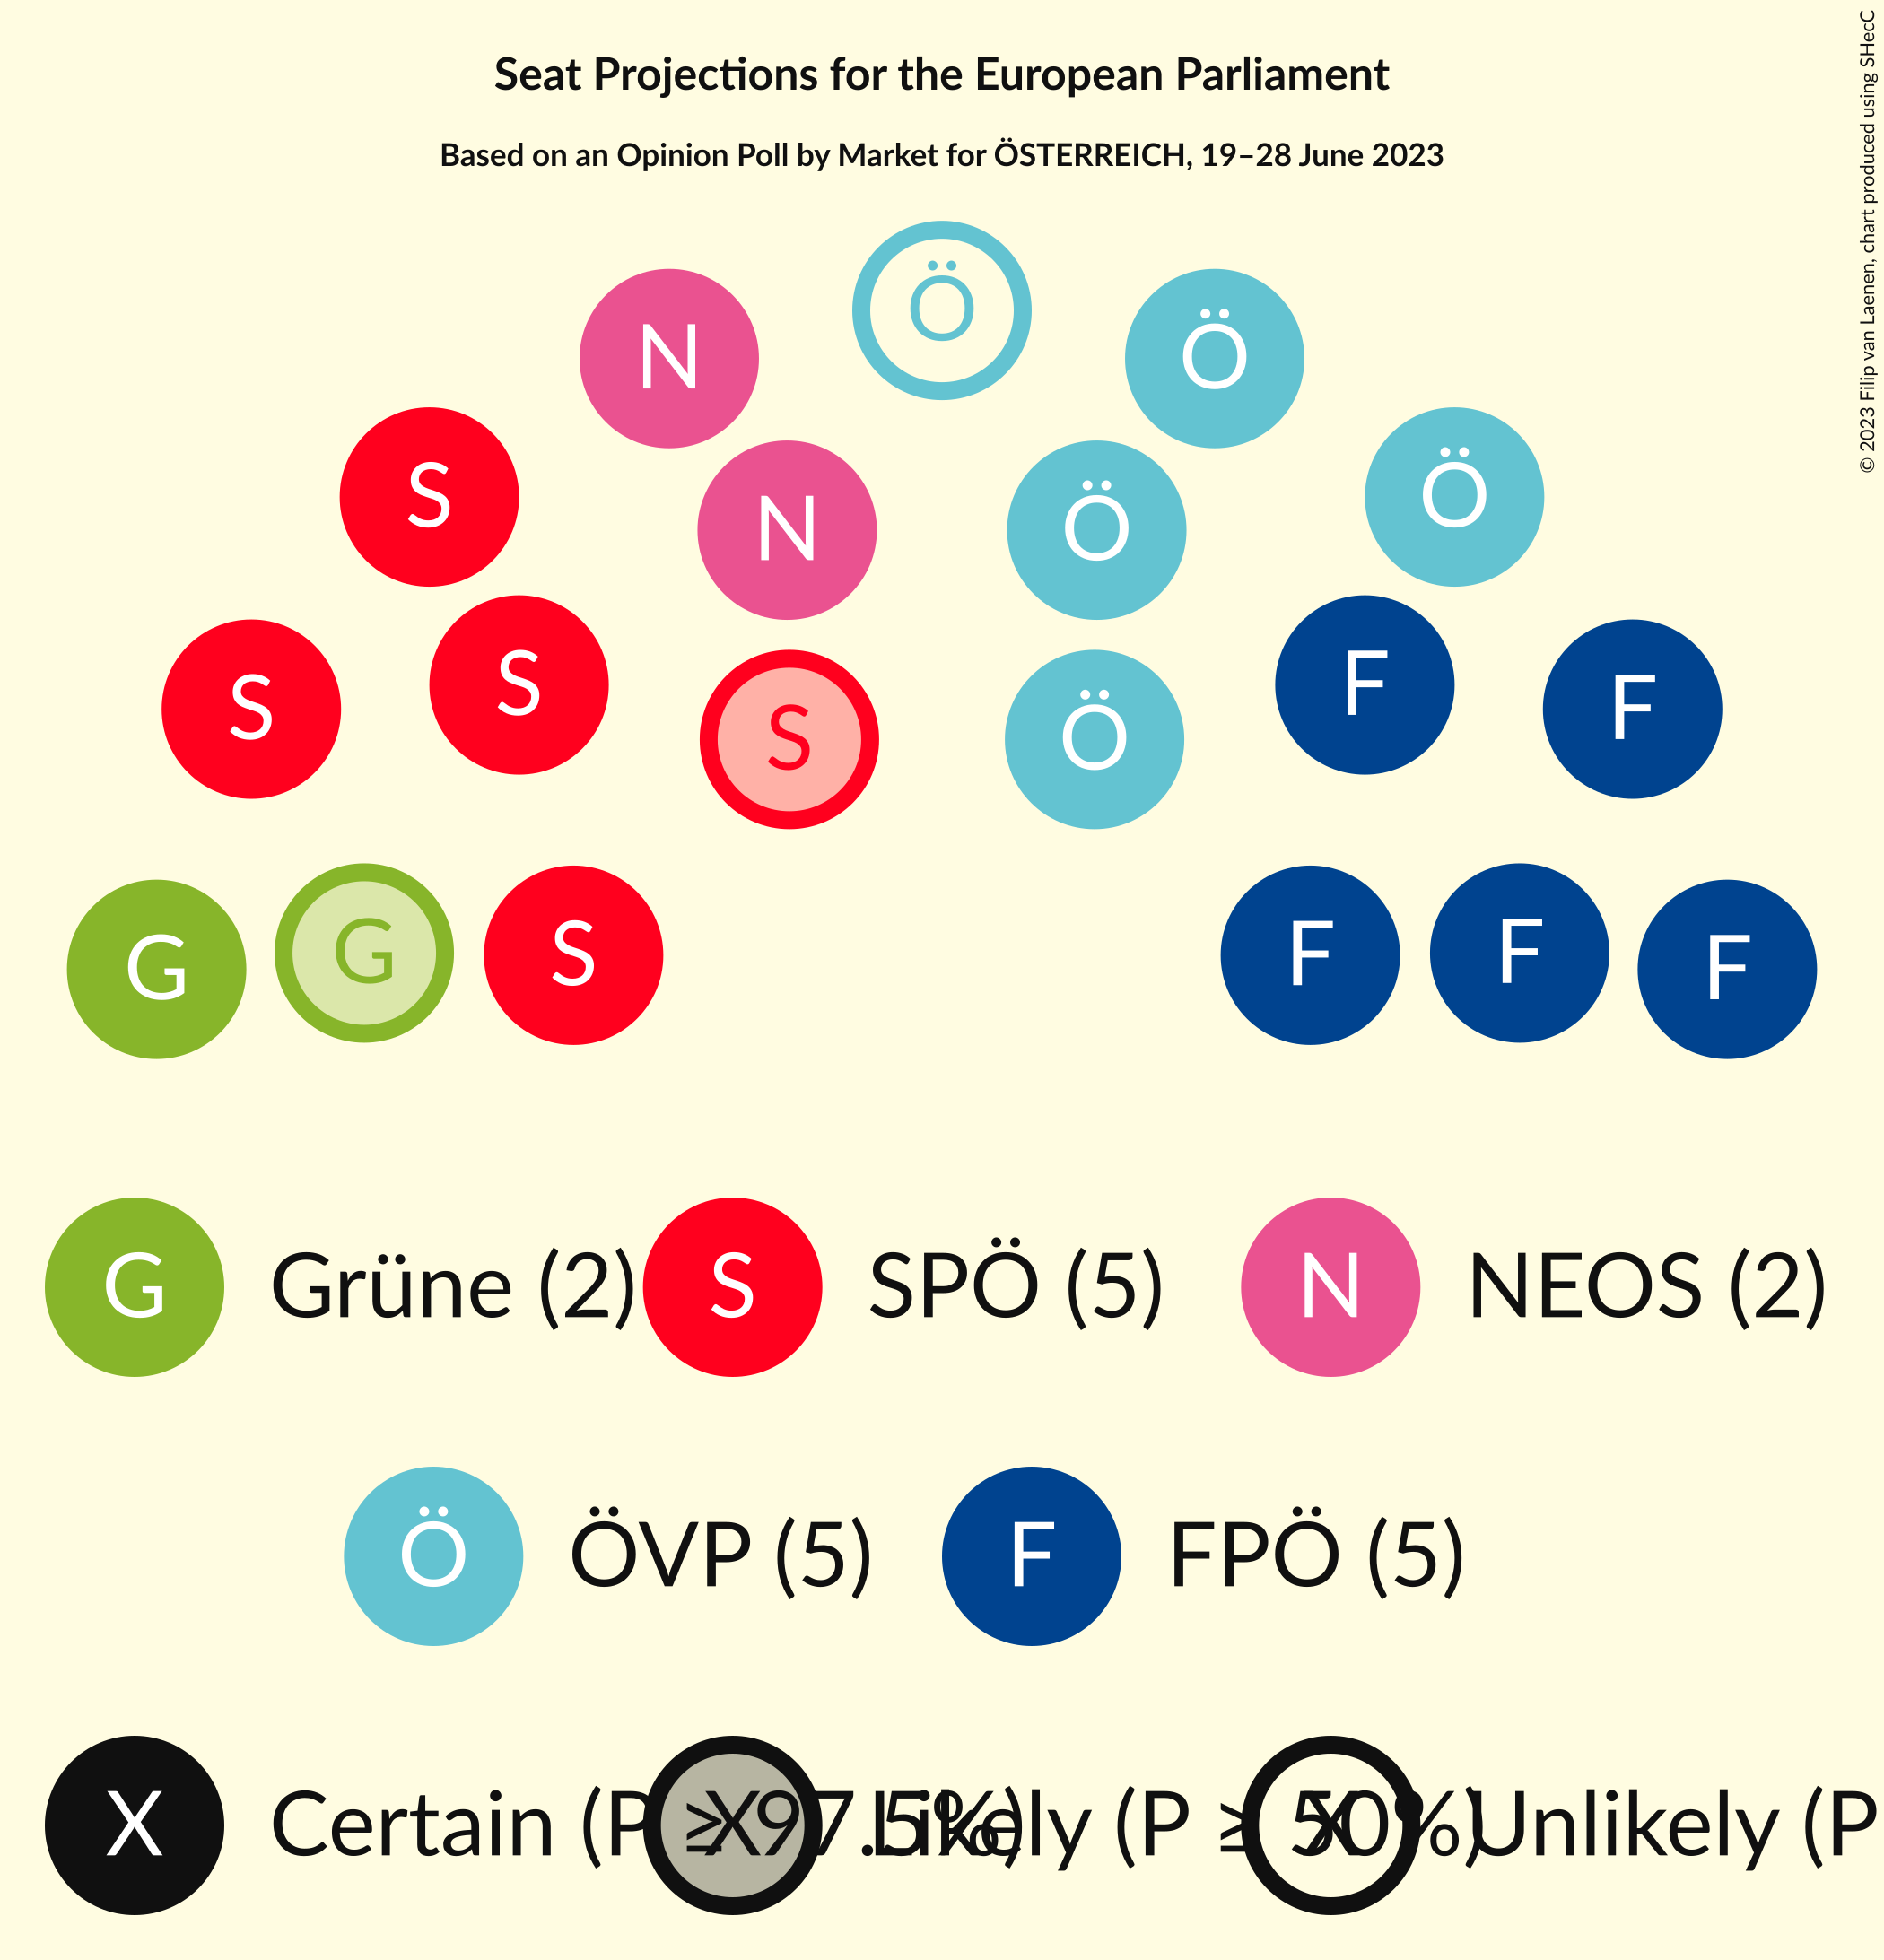 Seat Projections for the European Parliament
Based on an Opinion Poll by Market for ÖSTERREICH, 19–28 June 2023
© 2023 Filip van Laenen, chart produced using SHecC
Ö
N Ö
S Ö
N Ö
S S F F
S Ö
G G S F F F
G Grüne (2) S SPÖ (5) N NEOS (2)
Ö ÖVP (5) F FPÖ (5)
X Certain (P ≥ 97.5%) X Likely (P ≥ 50%) X Unlikely (P